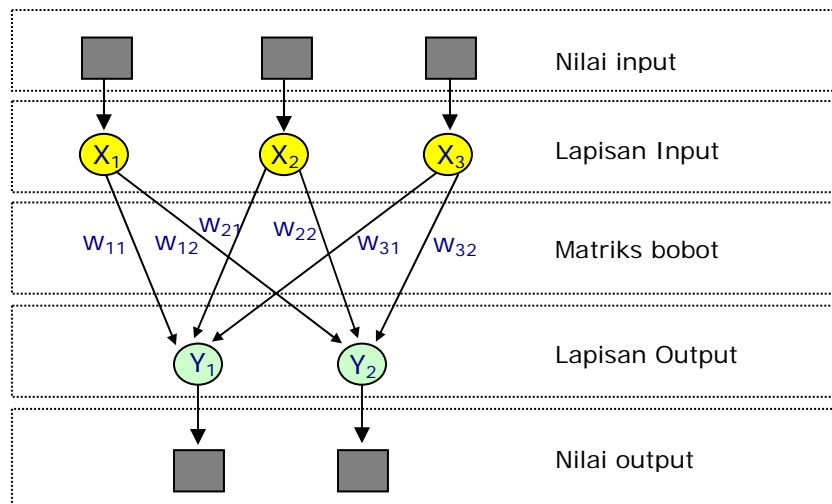 Nilai input
X₁ X₂ X₃ Lapisan Input
w₁₁ w₁₂ w₂₁ w₂₂ w₃₁ w₃₂ Matriks bobot
Y₁ Y₂ Lapisan Output
Nilai output